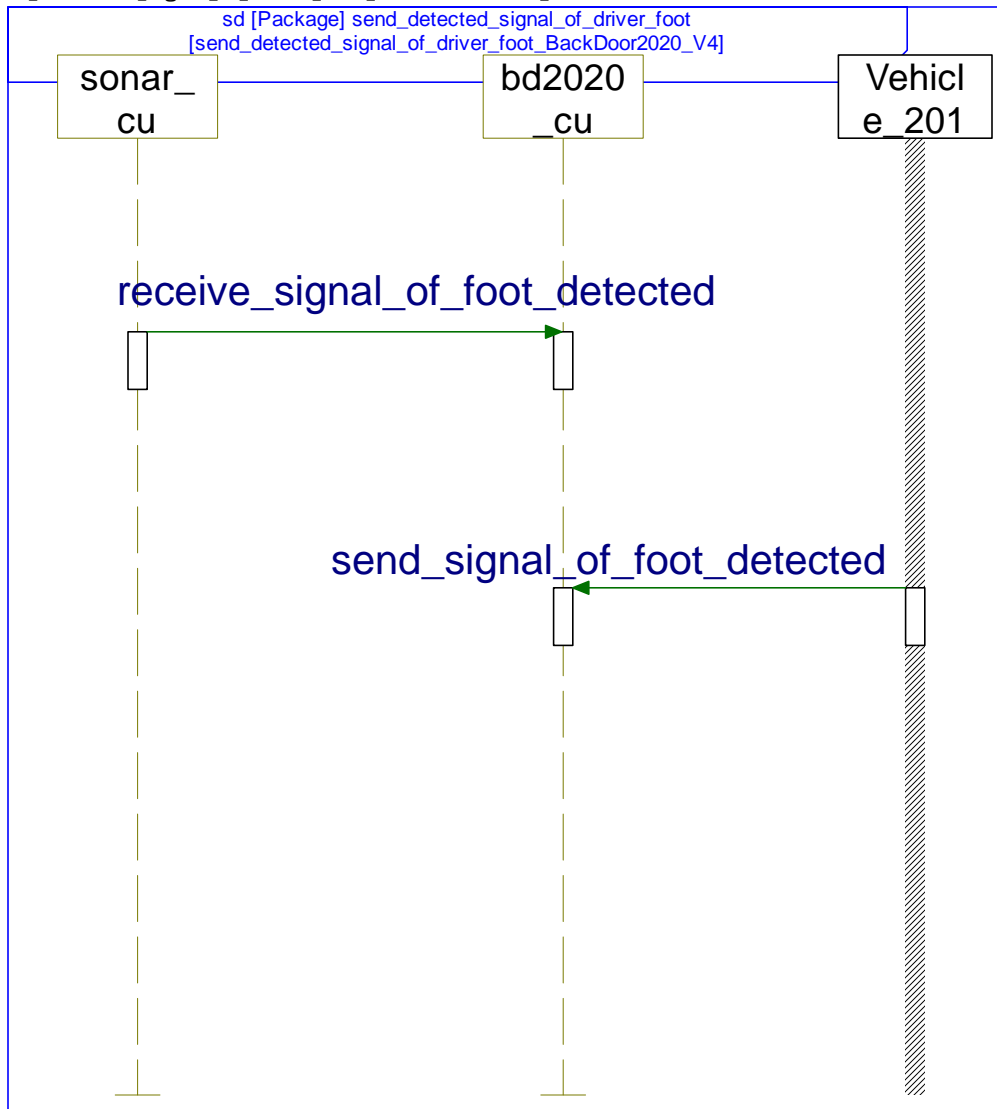 sd [Package] send_detected_signal_of_driver_foot
[send_detected_signal_of_driver_foot_BackDoor2020_V4]
sonar_
cu
bd2020
_cu
Vehicl
e_201
receive_signal_of_foot_detected
send_signal_of_foot_detected